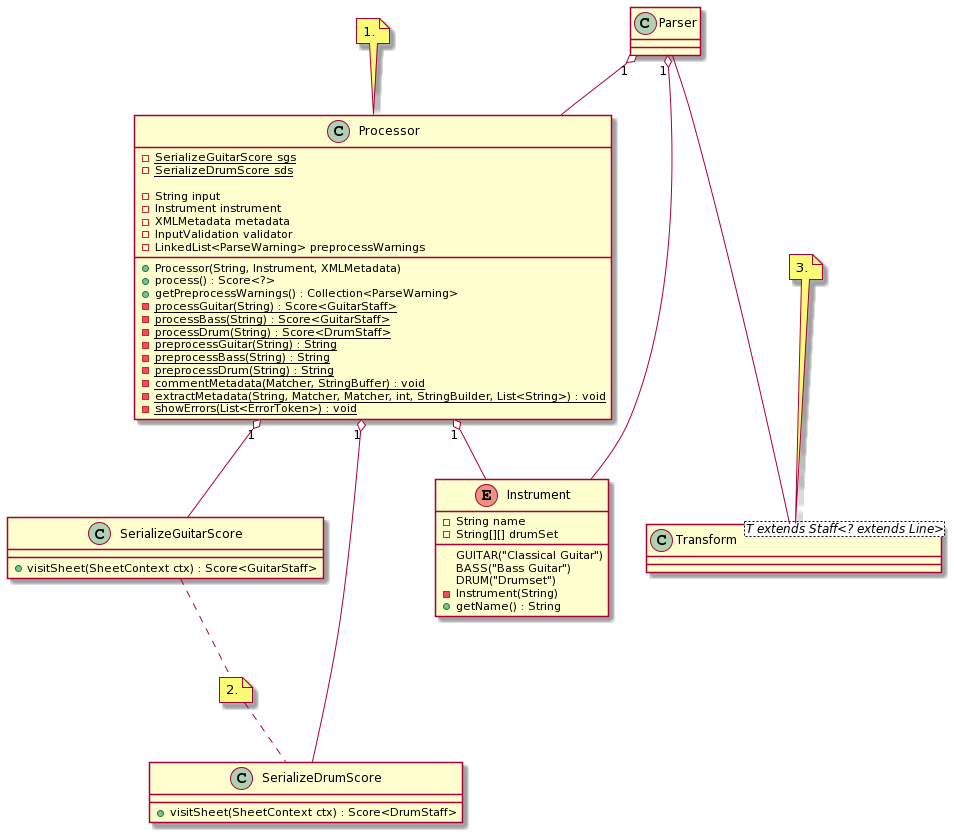 C Parser
1.
1
1
C Processor
SerializeGuitarScore sgs
SerializeDrumScore sds
String input
Instrument instrument
XMLMetadata metadata
InputValidation validator
LinkedList<ParseWarning> preprocessWarnings
Processor(String, Instrument, XMLMetadata)
process() : Score<?>
getPreprocessWarnings() : Collection<ParseWarning>
processGuitar(String) : Score<GuitarStaff>
processBass(String) : Score<GuitarStaff>
processDrum(String) : Score<DrumStaff>
preprocessGuitar(String) : String
preprocessBass(String) : String
preprocessDrum(String) : String
commentMetadata(Matcher, StringBuffer) : void
extractMetadata(String, Matcher, Matcher, int, StringBuilder, List<String>) : void
showErrors(List<ErrorToken>) : void
3.
1
1
1
E Instrument
String name
String[][] drumSet
GUITAR("Classical Guitar")
BASS("Bass Guitar")
DRUM("Drumset")
Instrument(String)
getName() : String
C SerializeGuitarScore
visitSheet(SheetContext ctx) : Score<GuitarStaff>
C Transform
T extends Staff<? extends Line>
2.
C SerializeDrumScore
visitSheet(SheetContext ctx) : Score<DrumStaff>